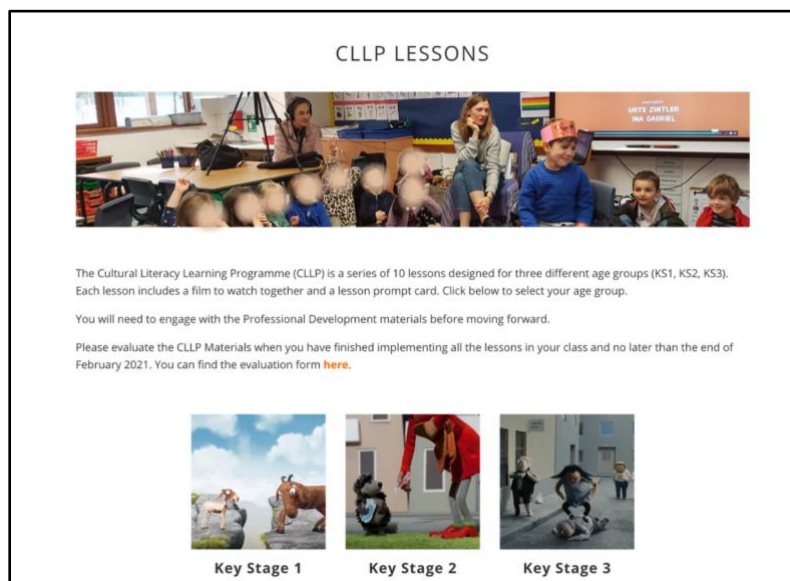 CLLP LESSONS
URTE ZINTLER
INA GABRIEL
The Cultural Literacy Learning Programme (CLLP) is a series of 10 lessons designed for three different age groups (KS1, KS2, KS3).
Each lesson includes a film to watch together and a lesson prompt card. Click below to select your age group.
You will need to engage with the Professional Development materials before moving forward.
Please evaluate the CLLP Materials when you have finished implementing all the lessons in your class and no later than the end of
February 2021. You can find the evaluation form here.
Key Stage 1
Key Stage 2
Key Stage 3